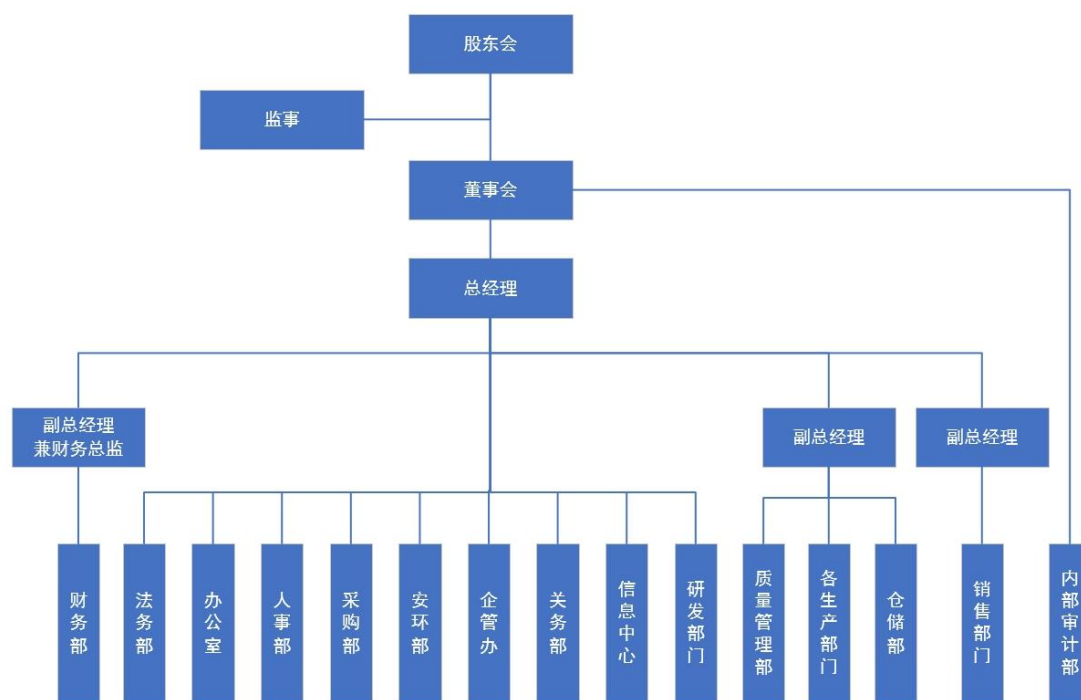 股东会
监事
董事会
总经理
副总经理
兼财务总监
副总经理
副总经理
财务部
法务部
办公室
人事部
采购部
安环部
企管办
关务部
信息中心
研发部门
质量管理部
各生产部门
仓储部
销售部门
内部审计部